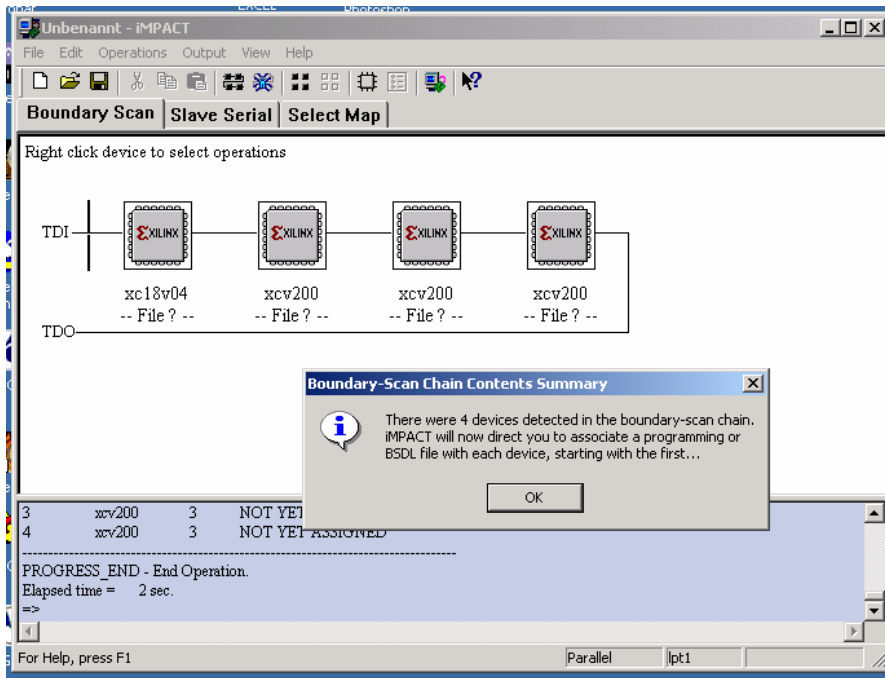 EXCEL Photoshop
Unbenannt - iMPACT
File Edit Operations Output View Help
Boundary Scan Slave Serial Select Map
Right click device to select operations
TDI XILINX XILINX XILINX XILINX
xc18v04 xcv200 xcv200 xcv200
-- File ? -- -- File ? -- -- File ? -- -- File ? --
TDO
Boundary-Scan Chain Contents Summary
There were 4 devices detected in the boundary-scan chain.
iMPACT will now direct you to associate a programming or
BSDL file with each device, starting with the first...
OK
3 xcv200 3 NOT YET
4 xcv200 3 NOT YET ASSIGNED
PROGRESS_END - End Operation.
Elapsed time = 2 sec.
=>
For Help, press F1 Parallel lpt1